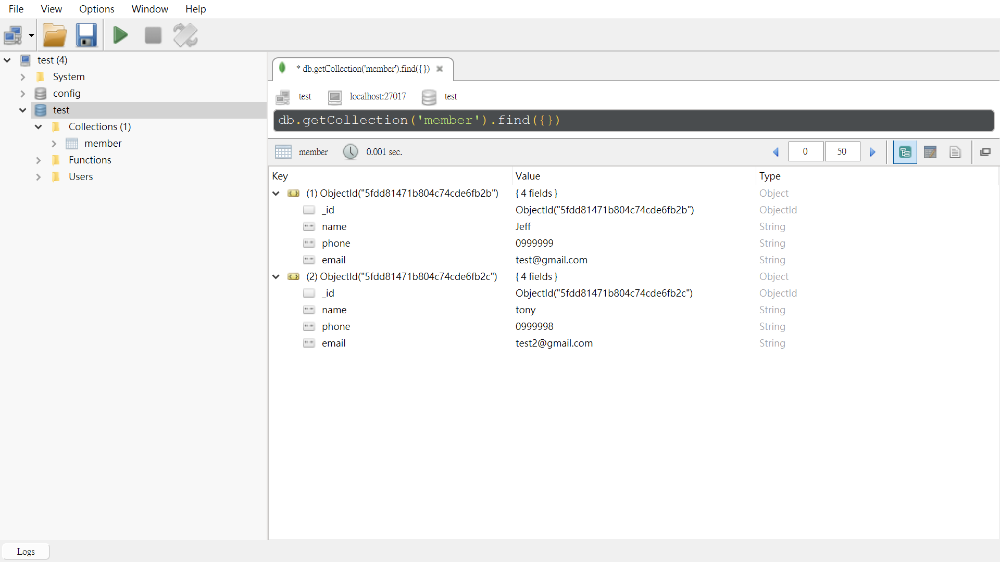 File View Options Window Help
test (4)
System
config
test
Collections (1)
member
Functions
Users
* db.getCollection('member').find({})
test localhost:27017 test
db.getCollection('member').find({})
member 0.001 sec. 0 50
Key Value Type
(1) ObjectId("5fdd81471b804c74cde6fb2b") { 4 fields } Object
_id ObjectId("5fdd81471b804c74cde6fb2b") ObjectId
name Jeff String
phone 0999999 String
email test@gmail.com String
(2) ObjectId("5fdd81471b804c74cde6fb2c") { 4 fields } Object
_id ObjectId("5fdd81471b804c74cde6fb2c") ObjectId
name tony String
phone 0999998 String
email test2@gmail.com String
Logs